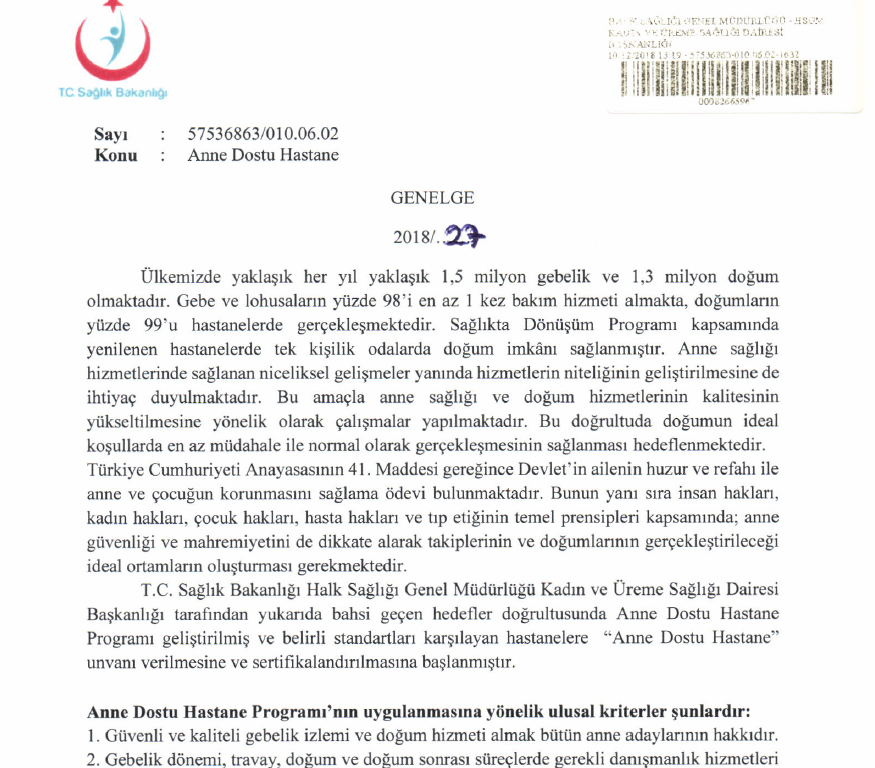 T.C. Sağlık Bakanlığı
SAĞLIĞI GENEL MÜDÜRLÜĞÜ - HSGM
KADIN VE ÜREME SAĞLIĞI DAİRESİ
BAŞKANLIĞI
10/12/2018 13:19 - 57536863-010.06.02-1632
Sayı : 57536863/010.06.02
Konu : Anne Dostu Hastane
GENELGE
2018/..27
Ülkemizde yaklaşık her yıl yaklaşık 1,5 milyon gebelik ve 1,3 milyon doğum
olmaktadır. Gebe ve lohusaların yüzde 98’i en az 1 kez bakım hizmeti almakta, doğumların
yüzde 99’u hastanelerde gerçekleşmektedir. Sağlıkta Dönüşüm Programı kapsamında
yenilenen hastanelerde tek kişilik odalarda doğum imkânı sağlanmıştır. Anne sağlığı
hizmetlerinde sağlanan niceliksel gelişmeler yanında hizmetlerin niteliğinin geliştirilmesine de
ihtiyaç duyulmaktadır. Bu amaçla anne sağlığı ve doğum hizmetlerinin kalitesinin
yükseltilmesine yönelik olarak çalışmalar yapılmaktadır. Bu doğrultuda doğumun ideal
koşullarda en az müdahale ile normal olarak gerçekleşmesinin sağlanması hedeflenmektedir.
Türkiye Cumhuriyeti Anayasasının 41. Maddesi gereğince Devlet’in ailenin huzur ve refahı ile
anne ve çocuğun korunmasını sağlama ödevi bulunmaktadır. Bunun yanı sıra insan hakları,
kadın hakları, çocuk hakları, hasta hakları ve tıp etiğinin temel prensipleri kapsamında; anne
güvenliği ve mahremiyetini de dikkate alarak takiplerinin ve doğumlarının gerçekleştirileceği
ideal ortamların oluşturması gerekmektedir.
T.C. Sağlık Bakanlığı Halk Sağlığı Genel Müdürlüğü Kadın ve Üreme Sağlığı Dairesi
Başkanlığı tarafından yukarıda bahsi geçen hedefler doğrultusunda Anne Dostu Hastane
Programı geliştirilmiş ve belirli standartları karşılayan hastanelere “Anne Dostu Hastane”
unvanı verilmesine ve sertifikalandırılmasına başlanmıştır.
Anne Dostu Hastane Programı’nın uygulanmasına yönelik ulusal kriterler şunlardır:
1. Güvenli ve kaliteli gebelik izlemi ve doğum hizmeti almak bütün anne adaylarının hakkıdır.
2. Gebelik dönemi, travay, doğum ve doğum sonrası süreçlerde gerekli danışmanlık hizmetleri